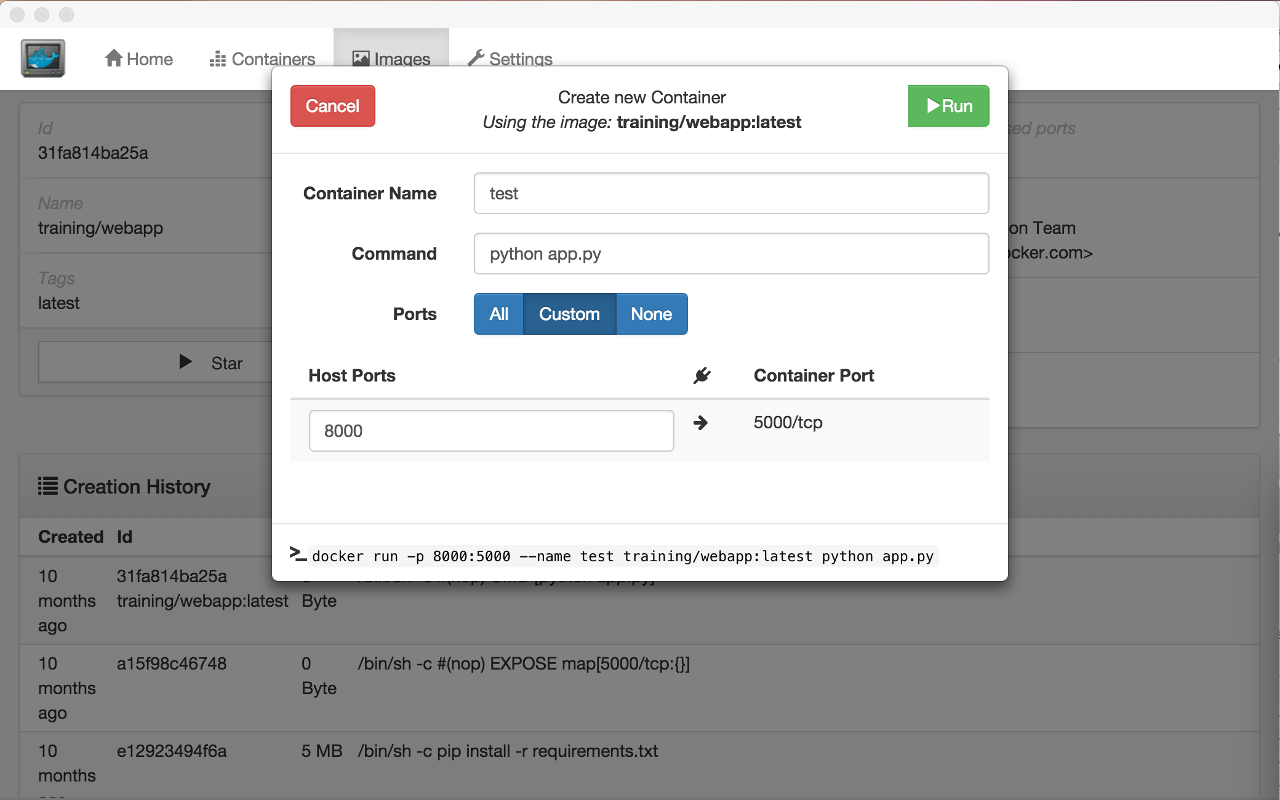 Home Containers Images Settings
Cancel
Create new Container
Using the image: training/webapp:latest
Run
Container Name test
Command python app.py
Ports All Custom None
Host Ports Container Port
8000 5000/tcp
docker run -p 8000:5000 --name test training/webapp:latest python app.py
Id
31fa814ba25a
Name
training/webapp
Tags
latest
Star
ports
on Team
ocker.com>
Creation History
Created Id
10 months ago 31fa814ba25a training/webapp:latest Byte
10 months ago a15f98c46748 0 Byte /bin/sh -c #(nop) EXPOSE map[5000/tcp:{}]
10 months e12923494f6a 5 MB /bin/sh -c pip install -r requirements.txt